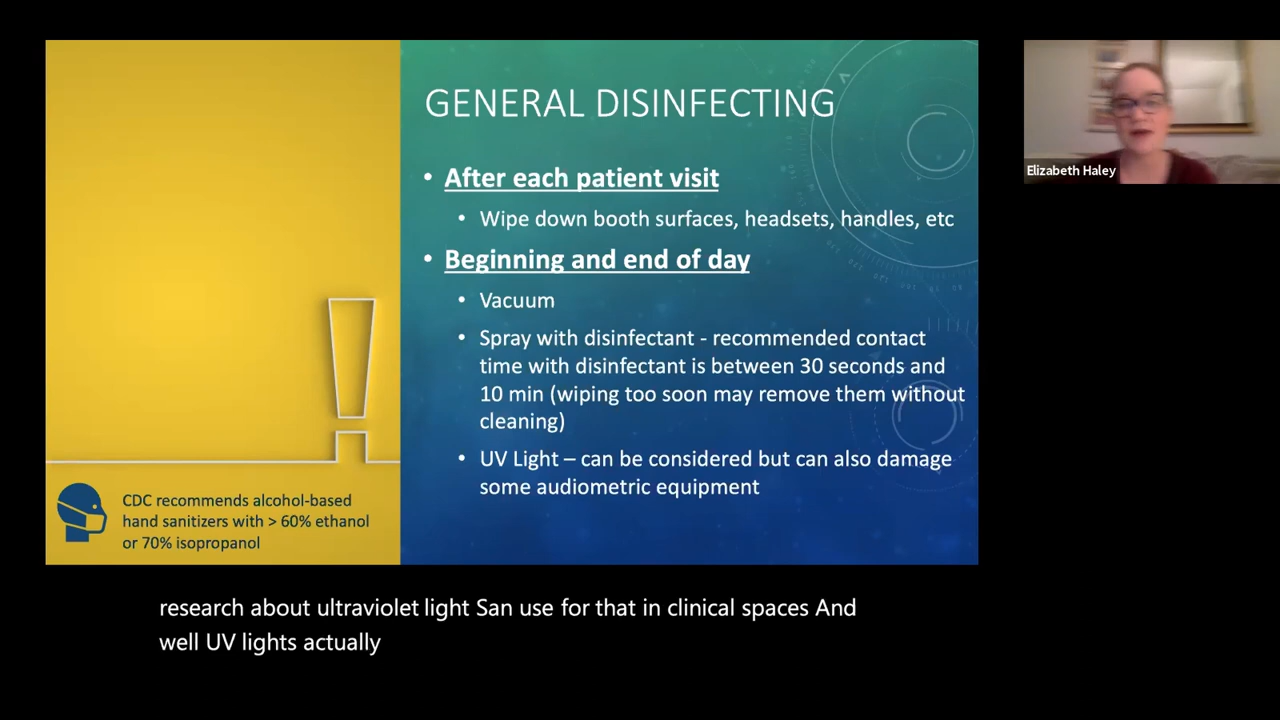 GENERAL DISINFECTING
• After each patient visit
• Wipe down booth surfaces, headsets, handles, etc
• Beginning and end of day
• Vacuum
• Spray with disinfectant - recommended contact
time with disinfectant is between 30 seconds and
10 min (wiping too soon may remove them without
cleaning)
• UV Light – can be considered but can also damage
some audiometric equipment
CDC recommends alcohol-based
hand sanitizers with > 60% ethanol
or 70% isopropanol
Elizabeth Haley
research about ultraviolet light San use for that in clinical spaces And
well UV lights actually